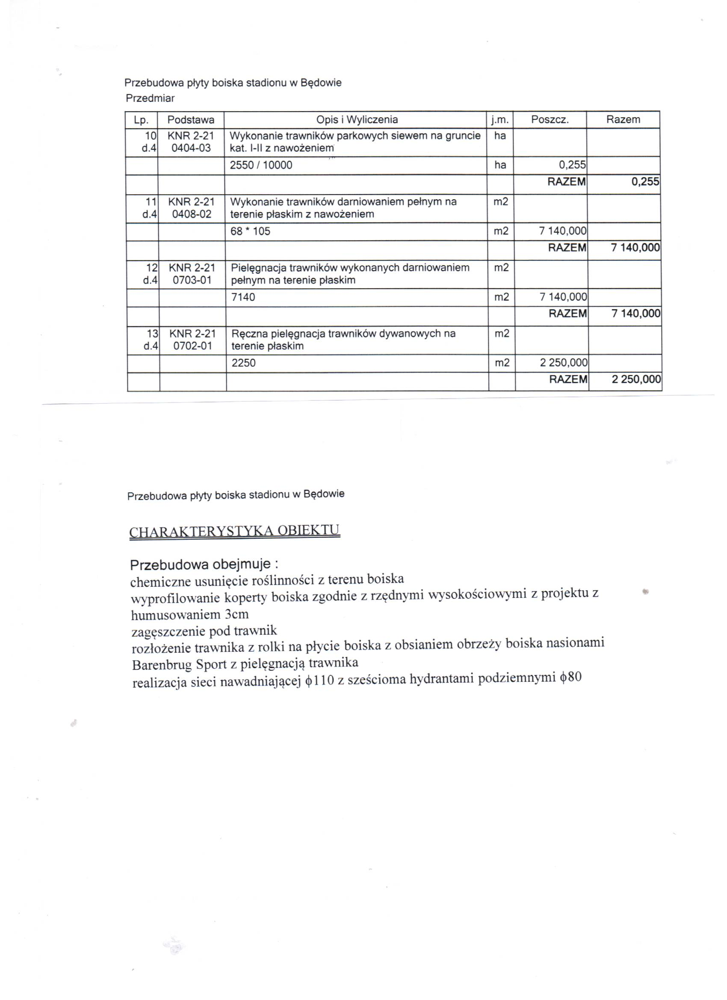 Przebudowa płyty boiska stadionu w Będowie
Przedmiar
Lp. Podstawa Opis i Wyliczenia j.m. Poszcz. Razem
10 KNR 2-21 Wykonanie trawników parkowych siewem na gruncie ha
d.4 0404-03 kat. I-II z nawożeniem
2550 / 10000 ha 0,255
RAZEM 0,255
11 KNR 2-21 Wykonanie trawników darniowaniem pełnym na m2
d.4 0408-02 terenie płaskim z nawożeniem
68 * 105 m2 7 140,000
RAZEM 7 140,000
12 KNR 2-21 Pielęgnacja trawników wykonanych darniowaniem m2
d.4 0703-01 pełnym na terenie płaskim
7140 m2 7 140,000
RAZEM 7 140,000
13 KNR 2-21 Ręczna pielęgnacja trawników dywanowych na m2
d.4 0702-01 terenie płaskim
2250 m2 2 250,000
RAZEM 2 250,000
Przebudowa płyty boiska stadionu w Będowie
CHARAKTERYSTYKA OBIEKTU
Przebudowa obejmuje :
chemiczne usunięcie roślinności z terenu boiska
wyprofilowanie koperty boiska zgodnie z rzędnymi wysokościowymi z projektu z
humusowaniem 3cm
zagęszczenie pod trawnik
rozłożenie trawnika z rolki na płycie boiska z obsianiem obrzeży boiska nasionami
Barenbrug Sport z pielęgnacją trawnika
realizacja sieci nawadniającej ϕ110 z sześcioma hydrantami podziemnymi ϕ80